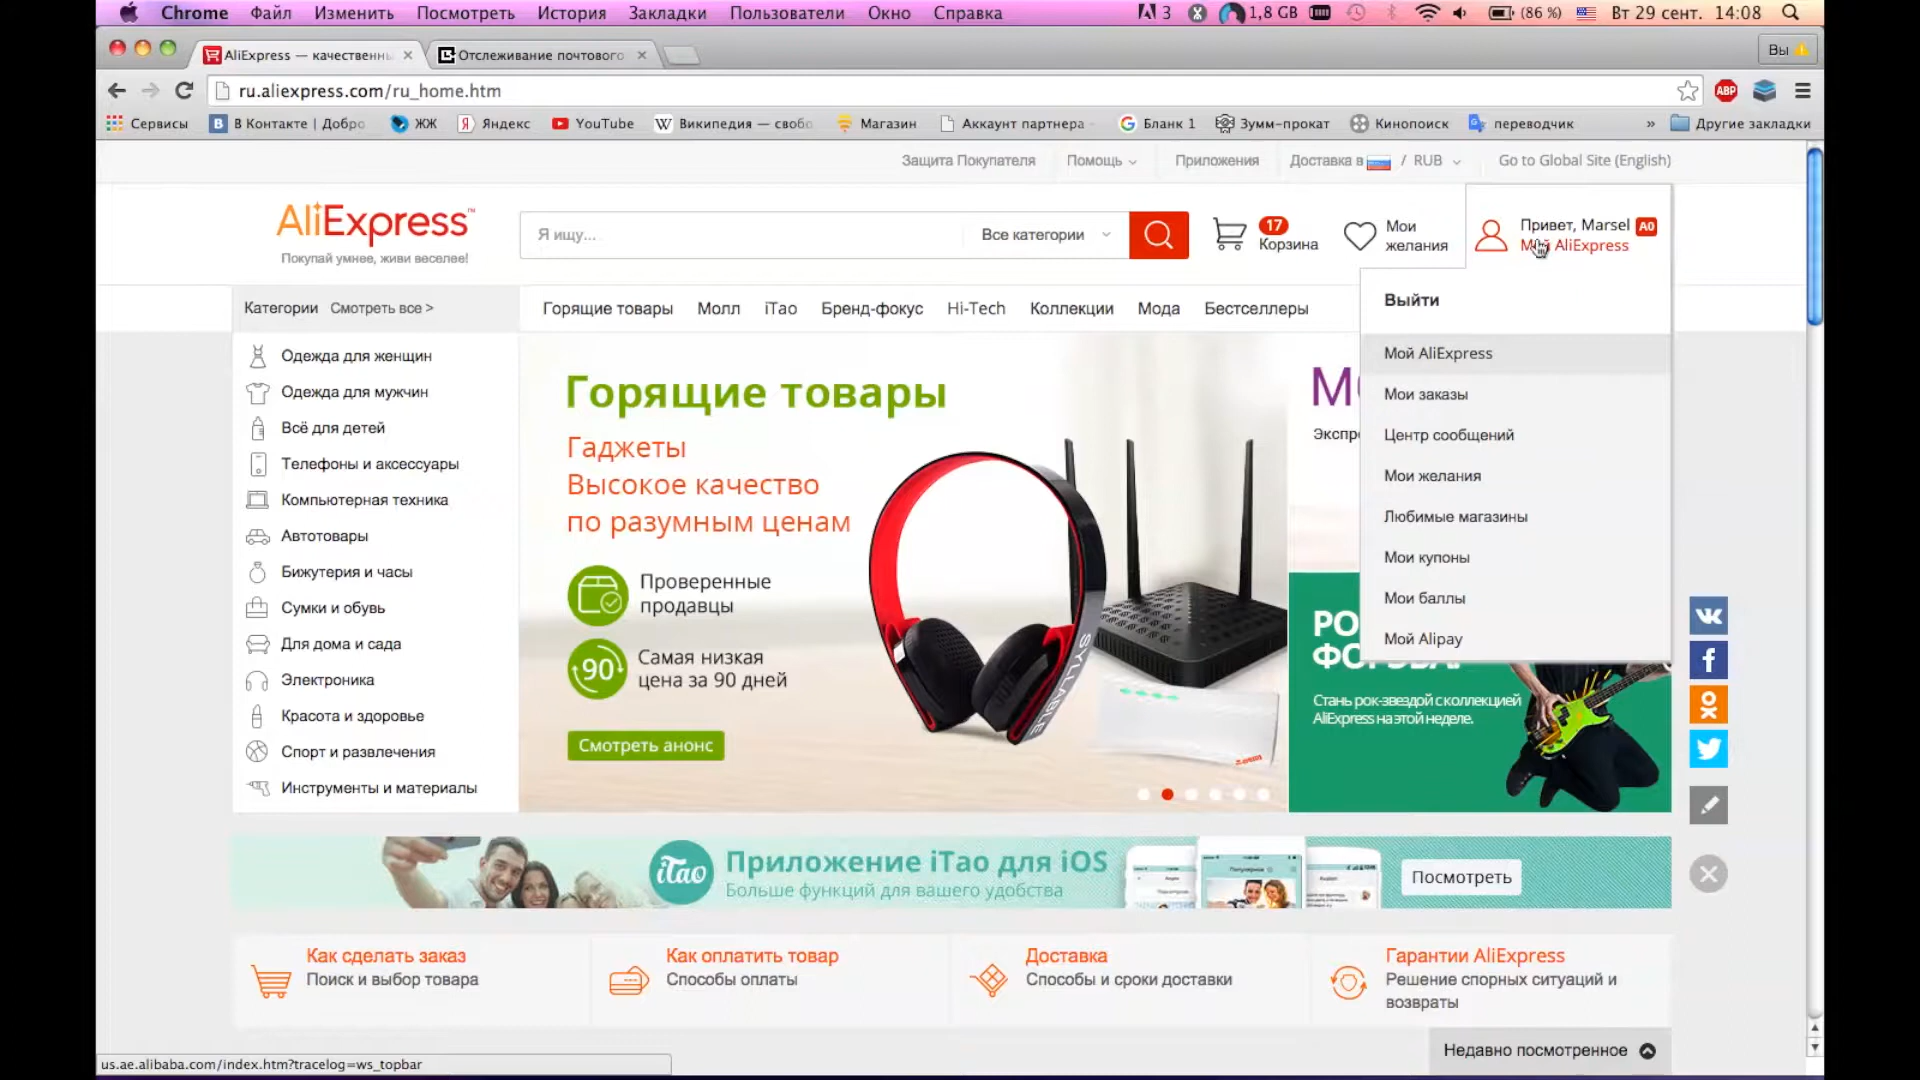 Chrome Файл Изменить Посмотреть История Закладки Пользователи Окно Справка 3 1,8 GB (86 %) Вт 29 сент. 14:08
AliExpress — качественны Отслеживание почтового Вы
ru.aliexpress.com/ru_home.htm ABP
Сервисы В Контакте | Добро ЖЖ Яндекс YouTube Википедия — свобо Магазин Аккаунт партнера Бланк 1 Зумм-прокат Кинопоиск переводчик » Другие закладки
Защита Покупателя Помощь Приложения Доставка в / RUB Go to Global Site (English)
AliExpress™
Покупай умнее, живи веселее!
Я ищу... Все категории
17
Корзина
Мои
желания
Привет, Marsel A0
Мой AliExpress
Категории Смотреть все >
Горящие товары Молл iTao Бренд-фокус Hi-Tech Коллекции Мода Бестселлеры
Выйти
Мой AliExpress
Мои заказы
Центр сообщений
Мои желания
Любимые магазины
Мои купоны
Мои баллы
Мой Alipay
Одежда для женщин
Одежда для мужчин
Всё для детей
Телефоны и аксессуары
Компьютерная техника
Автотовары
Бижутерия и часы
Сумки и обувь
Для дома и сада
Электроника
Красота и здоровье
Спорт и развлечения
Инструменты и материалы
Горящие товары
Гаджеты
Высокое качество
по разумным ценам
Проверенные
продавцы
90
Самая низкая
цена за 90 дней
Смотреть анонс
SYLLABLE
Экспр
РО
Стань рок-звездой с коллекцией
AliExpress на этой неделе.
iTao
Приложение iTao для iOS
Больше функций для вашего удобства
Посмотреть
Как сделать заказ
Поиск и выбор товара
Как оплатить товар
Способы оплаты
Доставка
Способы и сроки доставки
Гарантии AliExpress
Решение спорных ситуаций и
возвраты
Недавно посмотренное
us.ae.alibaba.com/index.htm?tracelog=ws_topbar